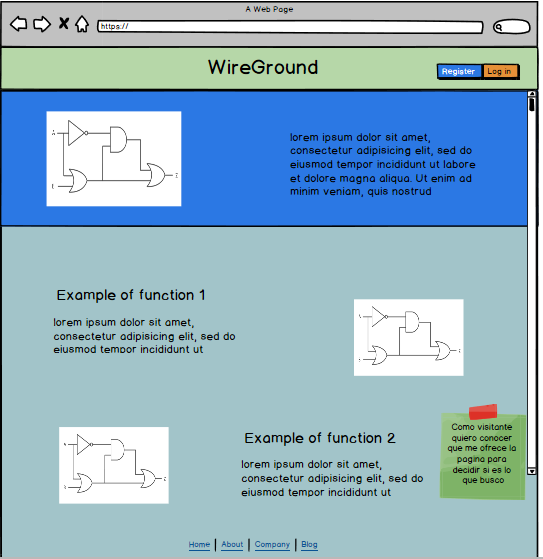 A Web Page
https://
WireGround
Register
Log in
A
B
E
lorem ipsum dolor sit amet,
consectetur adipisicing elit, sed do
eiusmod tempor incididunt ut labore
et dolore magna aliqua. Ut enim ad
minim veniam, quis nostrud
Example of function 1
lorem ipsum dolor sit amet,
consectetur adipisicing elit, sed do
eiusmod tempor incididunt ut
A
Como visitante
quiero conocer
que me ofrece la
pagina para
decidir si es lo
que busco
A
Example of function 2
lorem ipsum dolor sit amet,
consectetur adipisicing elit, sed do
eiusmod tempor incididunt ut
Home | About | Company | Blog